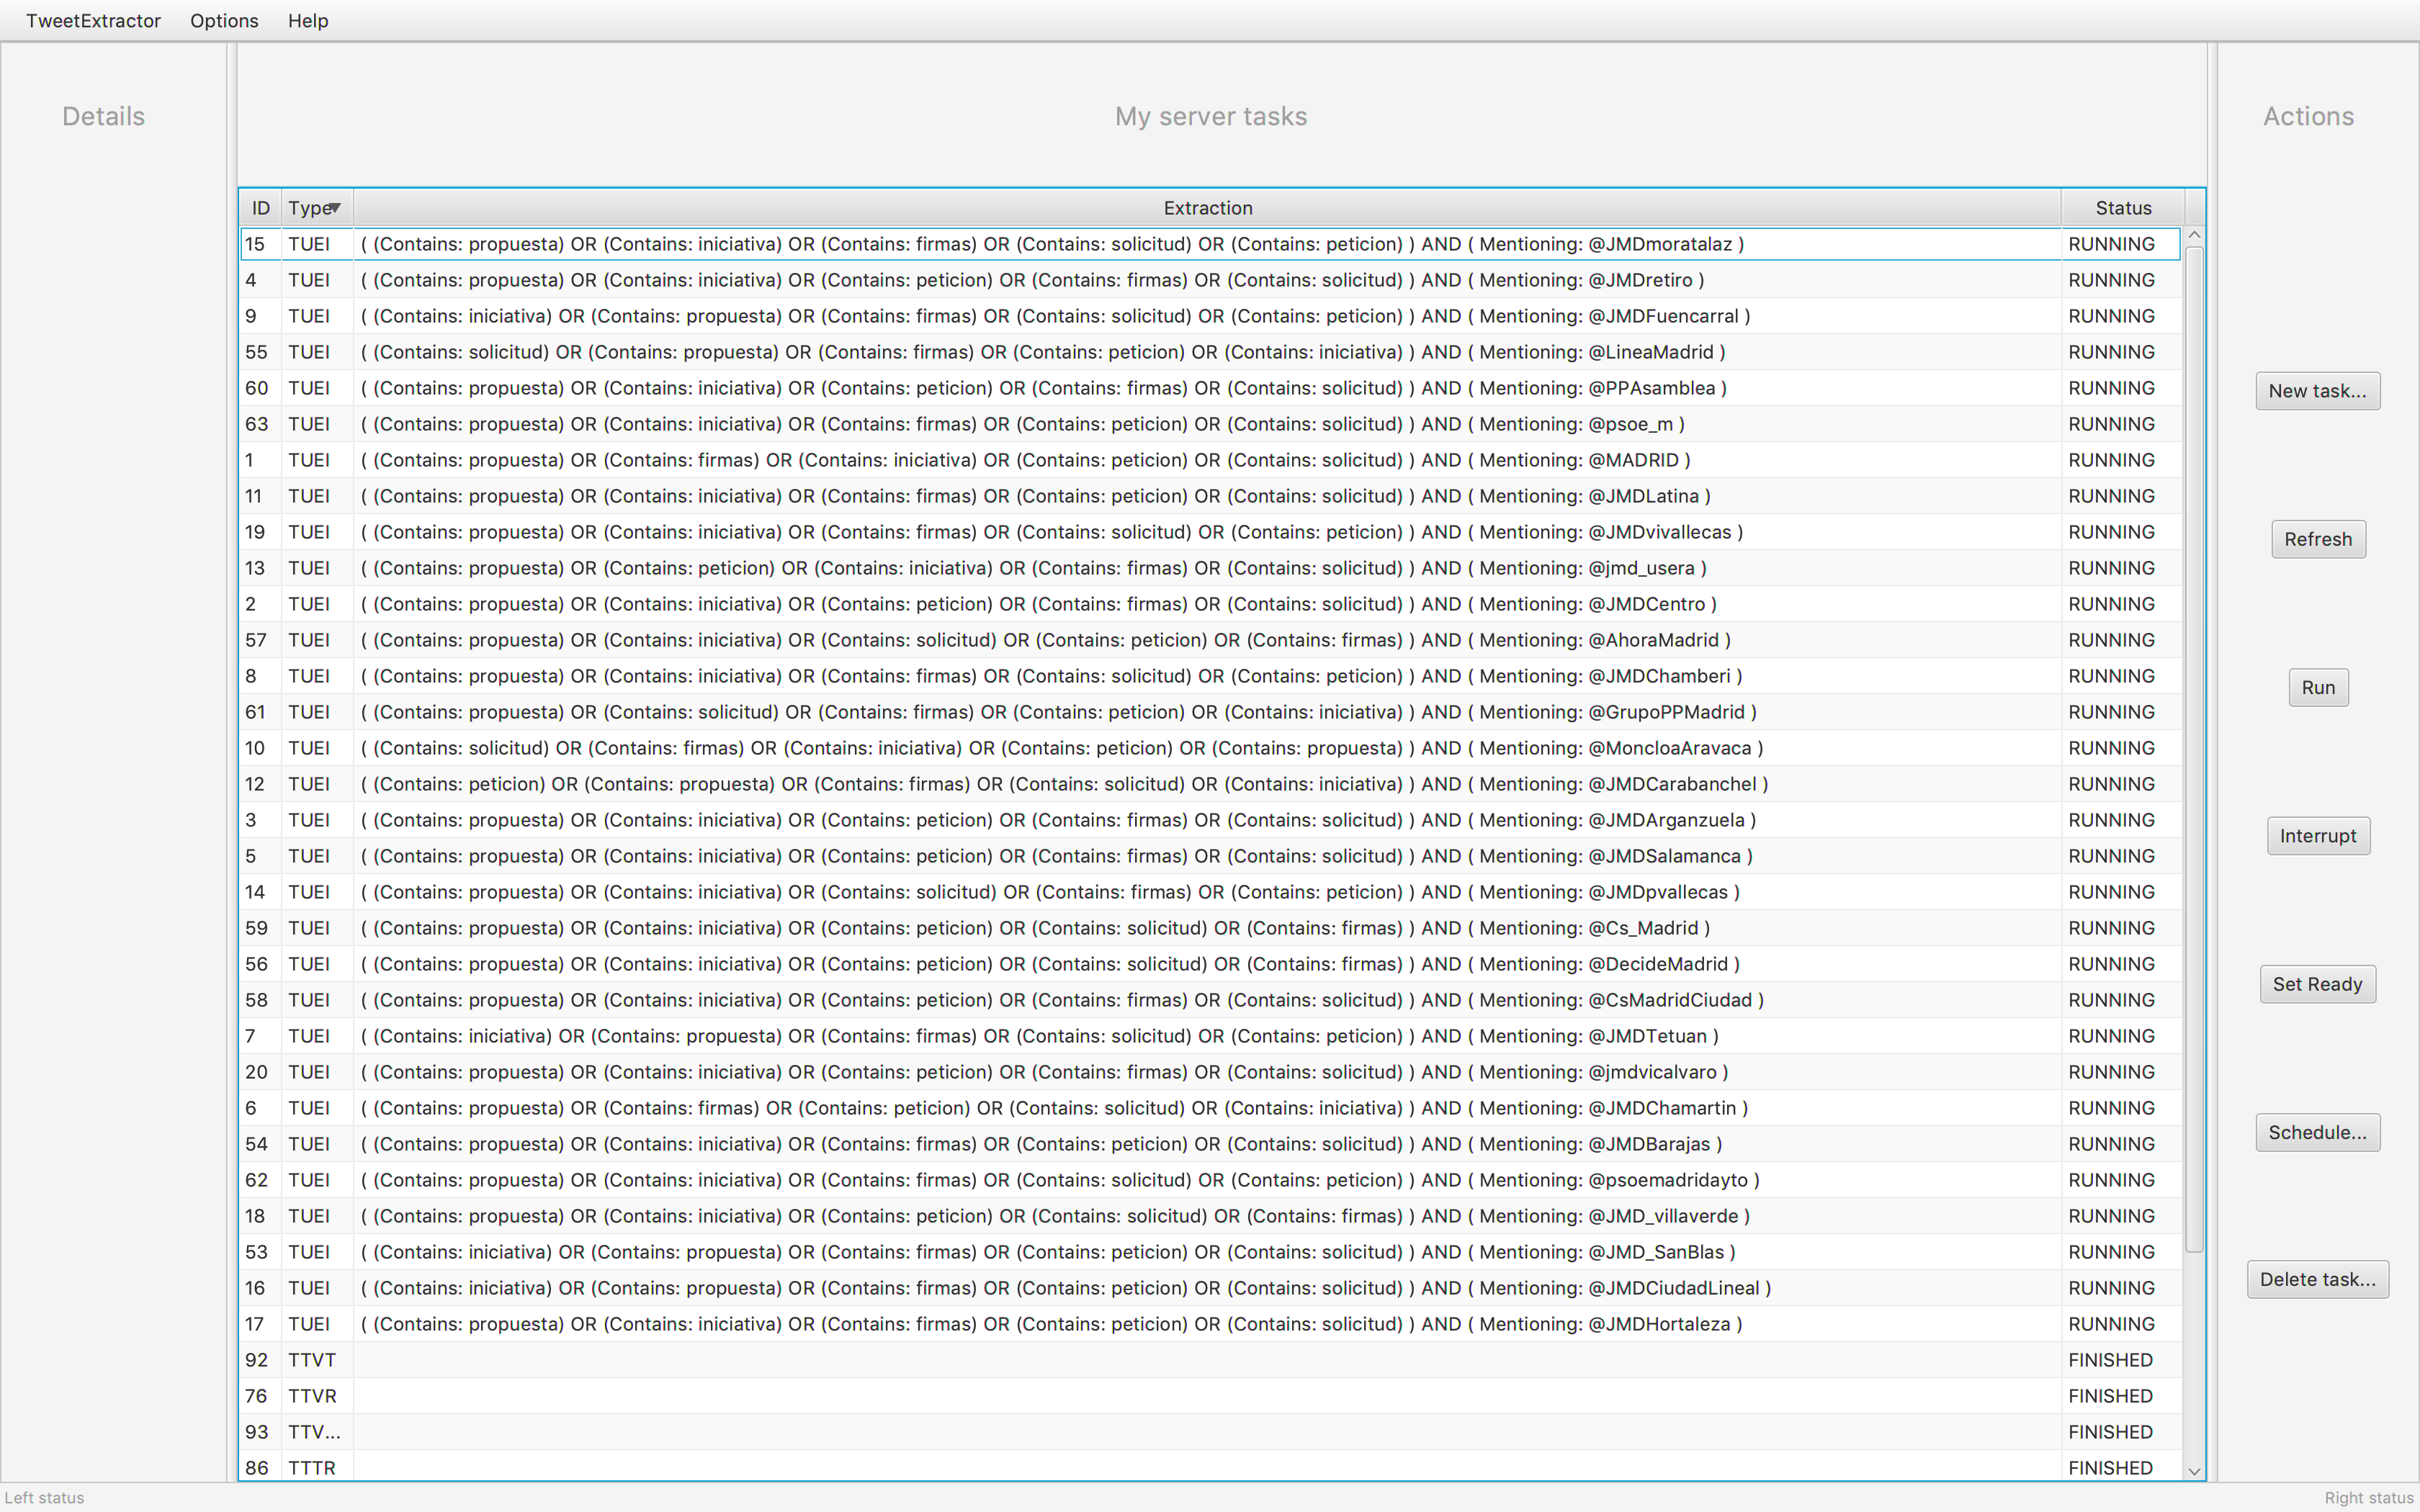 TweetExtractor Options Help
Details My server tasks Actions
ID Type Extraction Status
15 TUEI ( (Contains: propuesta) OR (Contains: iniciativa) OR (Contains: firmas) OR (Contains: solicitud) OR (Contains: peticion) ) AND ( Mentioning: @JMDmoratalaz ) RUNNING
4 TUEI ( (Contains: propuesta) OR (Contains: iniciativa) OR (Contains: peticion) OR (Contains: firmas) OR (Contains: solicitud) ) AND ( Mentioning: @JMDretiro ) RUNNING
9 TUEI ( (Contains: iniciativa) OR (Contains: propuesta) OR (Contains: firmas) OR (Contains: solicitud) OR (Contains: peticion) ) AND ( Mentioning: @JMDFuencarral ) RUNNING
55 TUEI ( (Contains: solicitud) OR (Contains: propuesta) OR (Contains: firmas) OR (Contains: peticion) OR (Contains: iniciativa) ) AND ( Mentioning: @LineaMadrid ) RUNNING
60 TUEI ( (Contains: propuesta) OR (Contains: iniciativa) OR (Contains: peticion) OR (Contains: firmas) OR (Contains: solicitud) ) AND ( Mentioning: @PPAsamblea ) RUNNING
New task...
63 TUEI ( (Contains: propuesta) OR (Contains: iniciativa) OR (Contains: firmas) OR (Contains: peticion) OR (Contains: solicitud) ) AND ( Mentioning: @psoe_m ) RUNNING
1 TUEI ( (Contains: propuesta) OR (Contains: firmas) OR (Contains: iniciativa) OR (Contains: peticion) OR (Contains: solicitud) ) AND ( Mentioning: @MADRID ) RUNNING
11 TUEI ( (Contains: propuesta) OR (Contains: iniciativa) OR (Contains: firmas) OR (Contains: peticion) OR (Contains: solicitud) ) AND ( Mentioning: @JMDLatina ) RUNNING
19 TUEI ( (Contains: propuesta) OR (Contains: iniciativa) OR (Contains: firmas) OR (Contains: solicitud) OR (Contains: peticion) ) AND ( Mentioning: @JMDvivallecas ) RUNNING
Refresh
13 TUEI ( (Contains: propuesta) OR (Contains: peticion) OR (Contains: iniciativa) OR (Contains: firmas) OR (Contains: solicitud) ) AND ( Mentioning: @jmd_usera ) RUNNING
2 TUEI ( (Contains: propuesta) OR (Contains: iniciativa) OR (Contains: peticion) OR (Contains: firmas) OR (Contains: solicitud) ) AND ( Mentioning: @JMDCentro ) RUNNING
57 TUEI ( (Contains: propuesta) OR (Contains: iniciativa) OR (Contains: solicitud) OR (Contains: peticion) OR (Contains: firmas) ) AND ( Mentioning: @AhoraMadrid ) RUNNING
8 TUEI ( (Contains: propuesta) OR (Contains: iniciativa) OR (Contains: firmas) OR (Contains: solicitud) OR (Contains: peticion) ) AND ( Mentioning: @JMDChamberi ) RUNNING
Run
61 TUEI ( (Contains: propuesta) OR (Contains: solicitud) OR (Contains: firmas) OR (Contains: peticion) OR (Contains: iniciativa) ) AND ( Mentioning: @GrupoPPMadrid ) RUNNING
10 TUEI ( (Contains: solicitud) OR (Contains: firmas) OR (Contains: iniciativa) OR (Contains: peticion) OR (Contains: propuesta) ) AND ( Mentioning: @MoncloaAravaca ) RUNNING
12 TUEI ( (Contains: peticion) OR (Contains: propuesta) OR (Contains: firmas) OR (Contains: solicitud) OR (Contains: iniciativa) ) AND ( Mentioning: @JMDCarabanchel ) RUNNING
3 TUEI ( (Contains: propuesta) OR (Contains: iniciativa) OR (Contains: peticion) OR (Contains: firmas) OR (Contains: solicitud) ) AND ( Mentioning: @JMDArganzuela ) RUNNING
Interrupt
5 TUEI ( (Contains: propuesta) OR (Contains: iniciativa) OR (Contains: peticion) OR (Contains: firmas) OR (Contains: solicitud) ) AND ( Mentioning: @JMDSalamanca ) RUNNING
14 TUEI ( (Contains: propuesta) OR (Contains: iniciativa) OR (Contains: solicitud) OR (Contains: firmas) OR (Contains: peticion) ) AND ( Mentioning: @JMDpvallecas ) RUNNING
59 TUEI ( (Contains: propuesta) OR (Contains: iniciativa) OR (Contains: peticion) OR (Contains: solicitud) OR (Contains: firmas) ) AND ( Mentioning: @Cs_Madrid ) RUNNING
56 TUEI ( (Contains: propuesta) OR (Contains: iniciativa) OR (Contains: peticion) OR (Contains: solicitud) OR (Contains: firmas) ) AND ( Mentioning: @DecideMadrid ) RUNNING
Set Ready
58 TUEI ( (Contains: propuesta) OR (Contains: iniciativa) OR (Contains: peticion) OR (Contains: firmas) OR (Contains: solicitud) ) AND ( Mentioning: @CsMadridCiudad ) RUNNING
7 TUEI ( (Contains: iniciativa) OR (Contains: propuesta) OR (Contains: firmas) OR (Contains: solicitud) OR (Contains: peticion) ) AND ( Mentioning: @JMDTetuan ) RUNNING
20 TUEI ( (Contains: propuesta) OR (Contains: iniciativa) OR (Contains: peticion) OR (Contains: firmas) OR (Contains: solicitud) ) AND ( Mentioning: @jmdvicalvaro ) RUNNING
6 TUEI ( (Contains: propuesta) OR (Contains: firmas) OR (Contains: peticion) OR (Contains: solicitud) OR (Contains: iniciativa) ) AND ( Mentioning: @JMDChamartin ) RUNNING
Schedule...
54 TUEI ( (Contains: propuesta) OR (Contains: iniciativa) OR (Contains: firmas) OR (Contains: peticion) OR (Contains: solicitud) ) AND ( Mentioning: @JMDBarajas ) RUNNING
62 TUEI ( (Contains: propuesta) OR (Contains: iniciativa) OR (Contains: firmas) OR (Contains: solicitud) OR (Contains: peticion) ) AND ( Mentioning: @psoemadridayto ) RUNNING
18 TUEI ( (Contains: propuesta) OR (Contains: iniciativa) OR (Contains: peticion) OR (Contains: solicitud) OR (Contains: firmas) ) AND ( Mentioning: @JMD_villaverde ) RUNNING
53 TUEI ( (Contains: iniciativa) OR (Contains: propuesta) OR (Contains: firmas) OR (Contains: peticion) OR (Contains: solicitud) ) AND ( Mentioning: @JMD_SanBlas ) RUNNING
Delete task...
16 TUEI ( (Contains: iniciativa) OR (Contains: propuesta) OR (Contains: firmas) OR (Contains: peticion) OR (Contains: solicitud) ) AND ( Mentioning: @JMDCiudadLineal ) RUNNING
17 TUEI ( (Contains: propuesta) OR (Contains: iniciativa) OR (Contains: firmas) OR (Contains: peticion) OR (Contains: solicitud) ) AND ( Mentioning: @JMDHortaleza ) RUNNING
92 TTVT FINISHED
76 TTVR FINISHED
93 TTV... FINISHED
86 TTTR FINISHED
Left status Right status